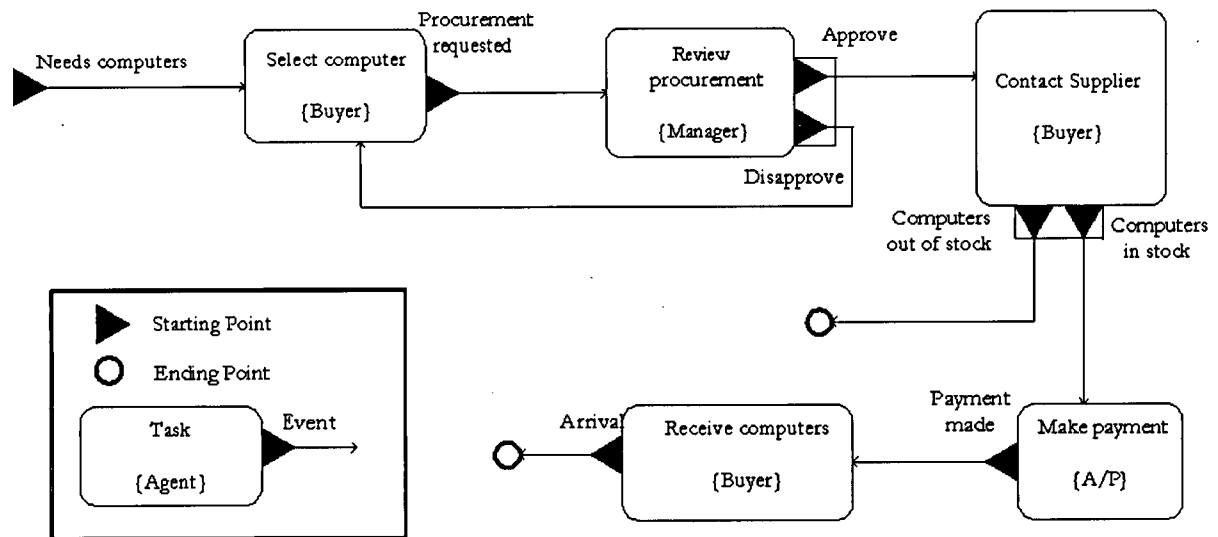 Needs computers
Select computer
{Buyer}
Procurement
requested
Review
procurement
{Manager}
Approve
Disapprove
Contact Supplier
{Buyer}
Computers
out of stock
Computers
in stock
Starting Point
Ending Point
Task
{Agent}
Event
Arrival
Receive computers
{Buyer}
Payment
made
Make payment
{A/P}